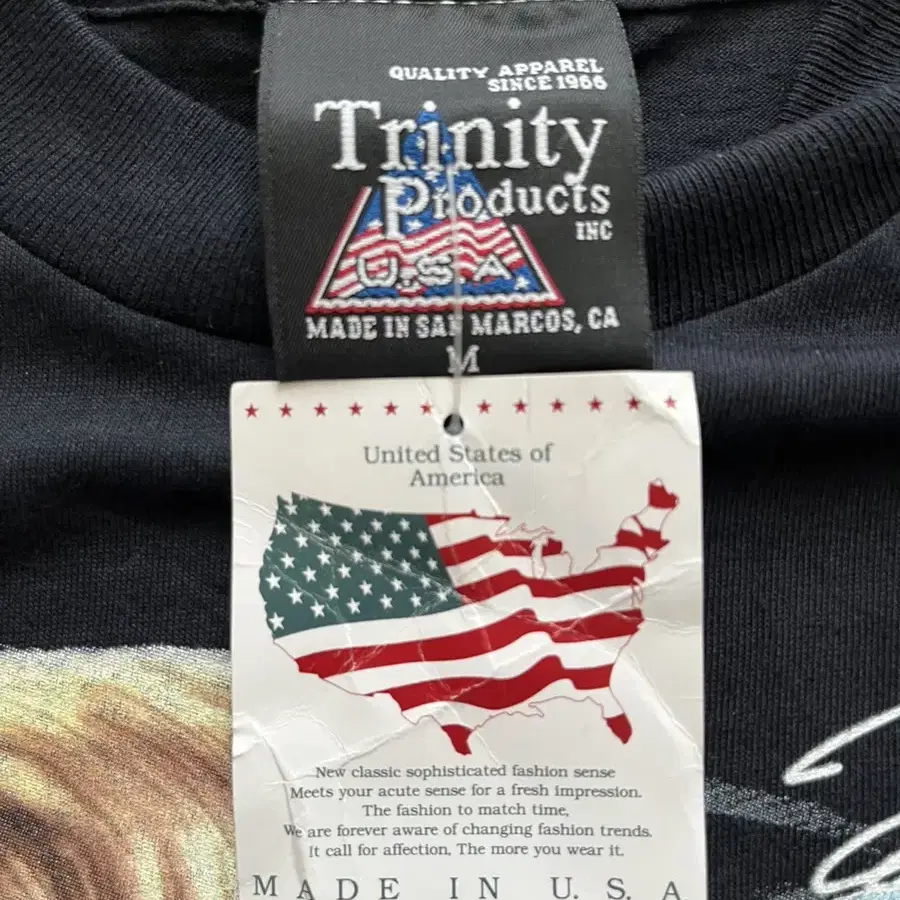 QUALITY APPAREL
SINCE 1966
Trinity
Products
INC
U.S.A
MADE IN SAN MARCOS, CA
M
United States of
America
New classic sophisticated fashion sense
Meets your acute sense for a fresh impression.
The fashion to match time,
We are forever aware of changing fashion trends.
It call for affection, The more you wear it.
MADE IN U.S.A